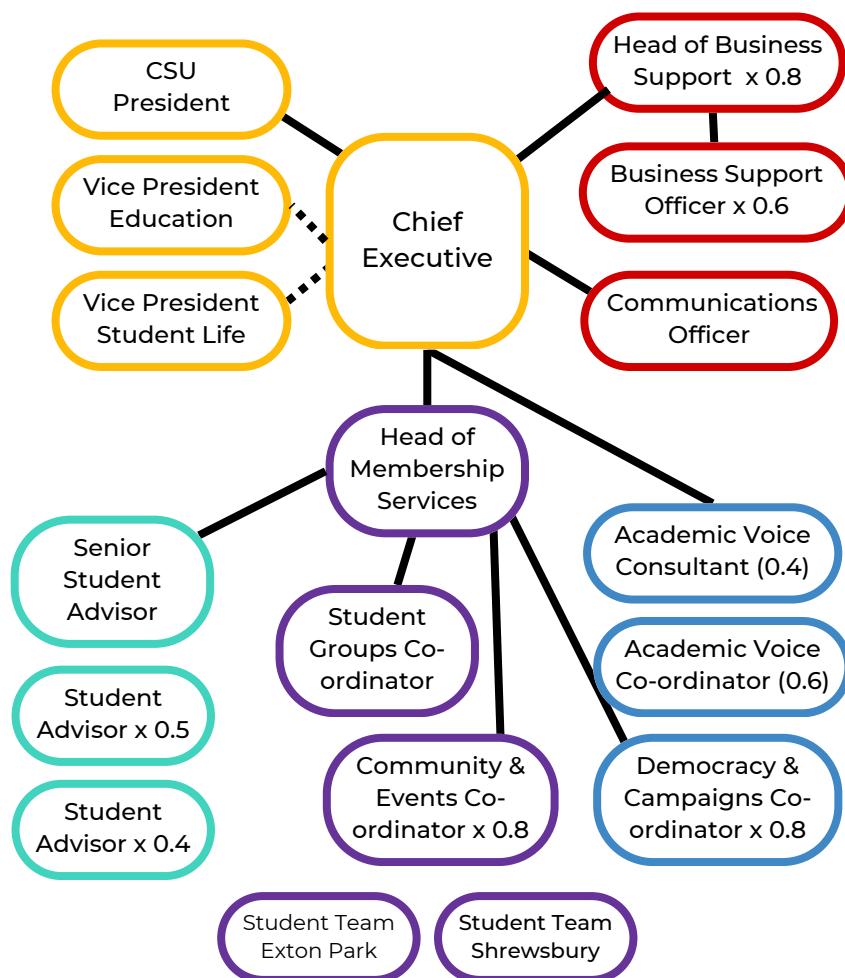 CSU
President
Vice President
Education
Vice President
Student Life
Chief
Executive
Head of Business
Support x 0.8
Business Support
Officer x 0.6
Communications
Officer
Head of
Membership
Services
Senior
Student
Advisor
Student
Advisor x 0.5
Student
Advisor x 0.4
Student
Groups Co-
ordinator
Community &
Events Co-
ordinator x 0.8
Academic Voice
Consultant (0.4)
Academic Voice
Co-ordinator (0.6)
Democracy &
Campaigns Co-
ordinator x 0.8
Student Team
Exton Park
Student Team
Shrewsbury